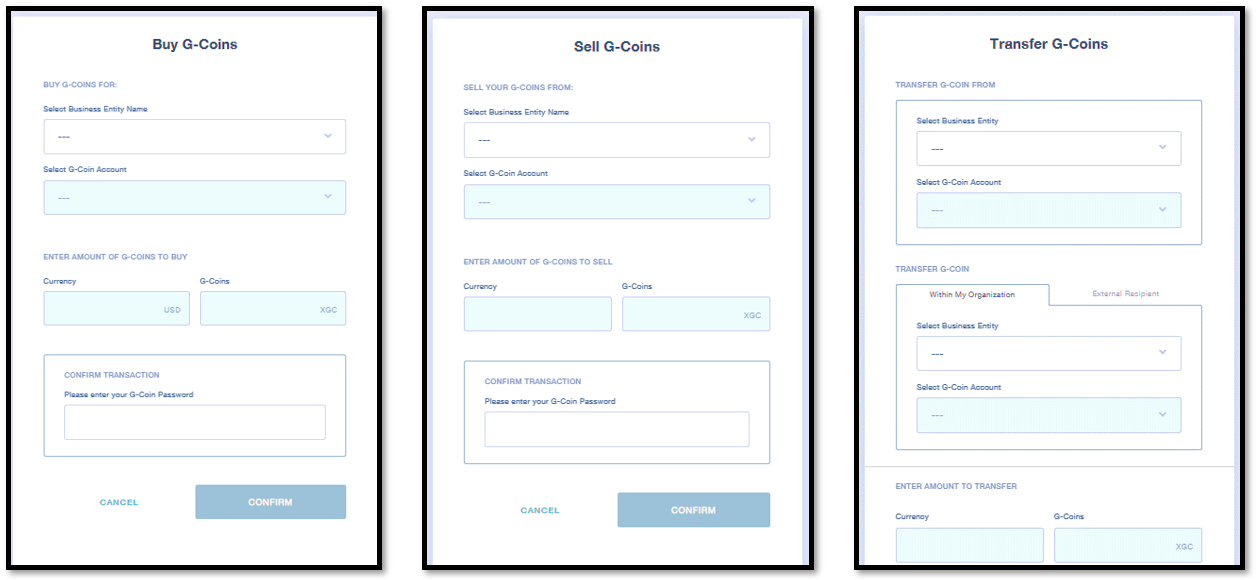 Buy G-Coins
BUY G-COINS FOR:
Select Business Entity Name
---
Select G-Coin Account
---
ENTER AMOUNT OF G-COINS TO BUY
Currency G-Coins
USD XGC
CONFIRM TRANSACTION
Please enter your G-Coin Password
CANCEL CONFIRM
Sell G-Coins
SELL YOUR G-COINS FROM:
Select Business Entity Name
---
Select G-Coin Account
---
ENTER AMOUNT OF G-COINS TO SELL
Currency G-Coins
XGC
CONFIRM TRANSACTION
Please enter your G-Coin Password
CANCEL CONFIRM
Transfer G-Coins
TRANSFER G-COIN FROM
Select Business Entity
---
Select G-Coin Account
---
TRANSFER G-COIN
Within My Organization External Recipient
Select Business Entity
---
Select G-Coin Account
---
ENTER AMOUNT TO TRANSFER
Currency G-Coins
XGC